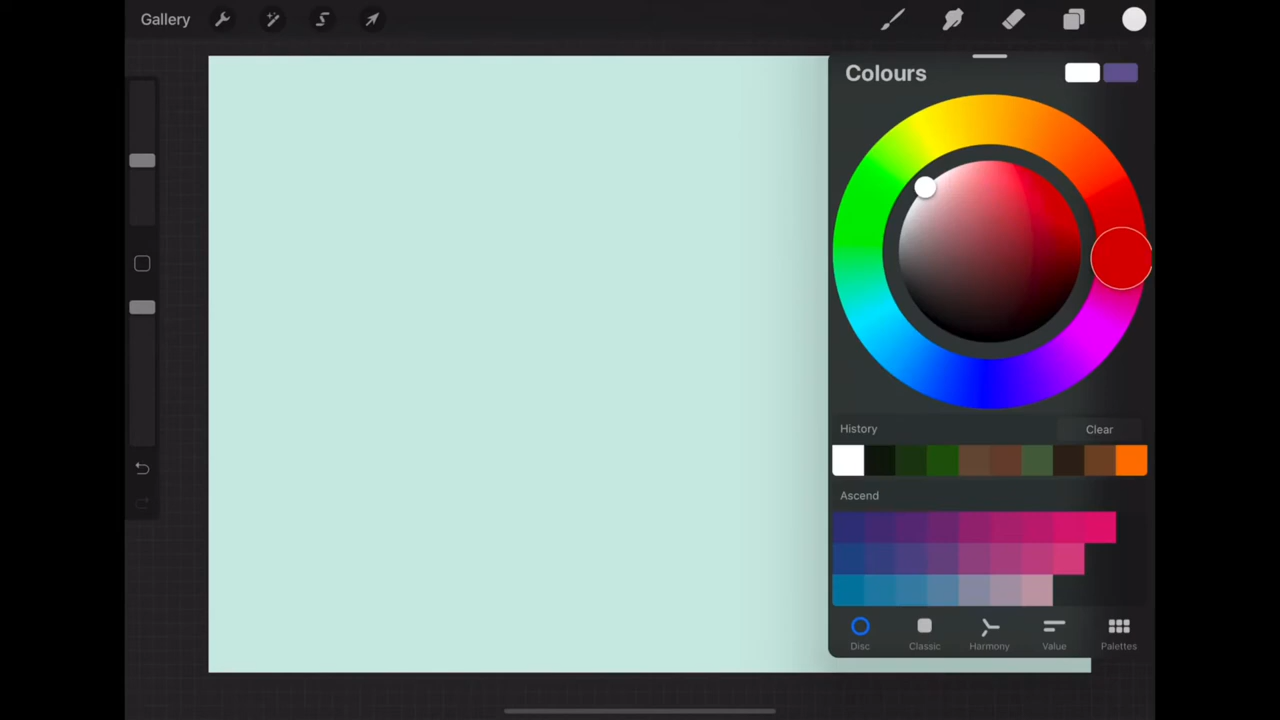 Gallery
Colours
History
Clear
Ascend
Disc
Classic
Harmony
Value
Palettes